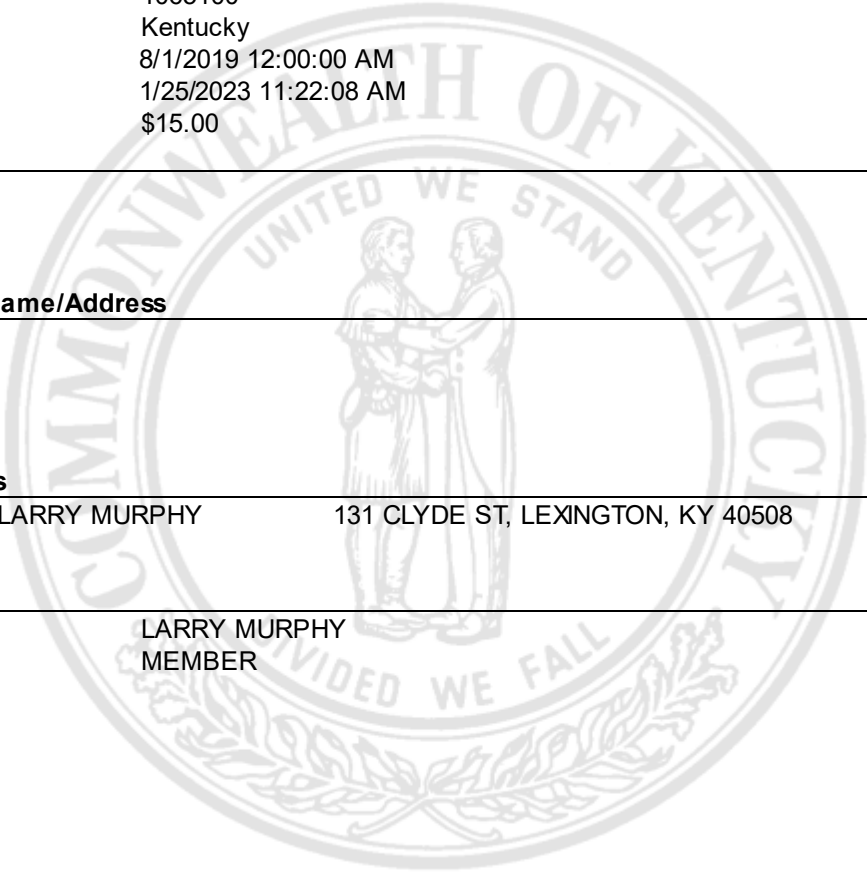 Kentucky
8/1/2019 12:00:00 AM
1/25/2023 11:22:08 AM
$15.00
COMMONWEALTH OF KENTUCKY
UNITED WE STAND
ame/Address
s
LARRY MURPHY 131 CLYDE ST, LEXINGTON, KY 40508
LARRY MURPHY
MEMBER
DIVIDED WE FALL